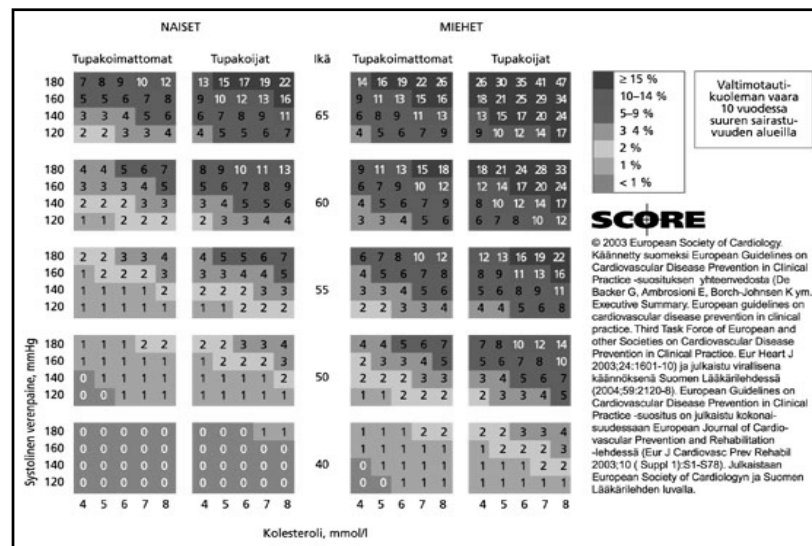 NAISET
MIEHET
Tupakoimattomat Tupakoijat Ikä Tupakoimattomat Tupakoijat
Systolinen verenpaine, mmHg
180 7 8 9 10 12 13 15 17 19 22 14 16 19 22 26 26 30 35 41 47
160 5 5 6 7 8 9 10 12 13 16 9 11 13 15 16 18 21 25 29 34
65
140 3 3 4 5 6 6 7 8 9 11 6 8 9 11 13 13 15 17 20 24
120 2 2 3 3 4 4 5 5 6 7 4 5 6 7 9 9 10 12 14 17
180 4 4 5 6 7 8 9 10 11 13 9 11 13 15 18 18 21 24 28 33
160 3 3 3 4 5 5 6 7 8 9 6 7 9 10 12 12 14 17 20 24
60
140 2 2 2 3 3 3 4 5 5 6 4 5 6 7 9 8 10 12 14 17
120 1 1 2 2 2 2 3 3 4 4 3 3 4 5 6 6 7 8 10 12
180 2 2 3 3 4 4 5 5 6 7 6 7 8 10 12 12 13 16 19 22
160 1 2 2 2 3 3 3 4 4 5 4 5 6 7 8 8 9 11 13 16
55
140 1 1 1 1 2 2 2 2 3 3 3 3 4 5 6 5 6 8 9 11
120 1 1 1 1 1 1 1 2 2 2 2 2 3 3 4 4 4 5 6 8
180 1 1 1 2 2 2 2 3 3 4 4 4 5 6 7 7 8 10 12 14
160 1 1 1 1 1 1 2 2 2 3 2 3 3 4 5 5 6 7 8 10
50
140 0 1 1 1 1 1 1 1 1 2 2 2 2 3 3 3 4 5 6 7
120 0 0 1 1 1 1 1 1 1 1 1 1 2 2 2 2 3 3 4 5
180 0 0 0 0 0 0 0 0 1 1 1 1 1 2 2 2 2 3 3 4
160 0 0 0 0 0 0 0 0 0 0 1 1 1 1 1 1 2 2 2 3
40
140 0 0 0 0 0 0 0 0 0 0 0 1 1 1 1 1 1 1 2 2
120 0 0 0 0 0 0 0 0 0 0 0 0 1 1 1 1 1 1 1 1
4 5 6 7 8 4 5 6 7 8 4 5 6 7 8 4 5 6 7 8
Kolesteroli, mmol/l
≥ 15 %
10–14 %
5–9 %
3 4 %
2 %
1 %
< 1 %
Valtimotauti-
kuoleman vaara
10 vuodessa
suuren sairastu-
vuuden alueilla
SCORE
© 2003 European Society of Cardiology.
Käännetty suomeksi European Guidelines on
Cardiovascular Disease Prevention in Clinical
Practice -suosituksen yhteenvedosta (De
Backer G, Ambrosioni E, Borch-Johnsen K ym.
Executive Summary. European guidelines on
cardiovascular disease prevention in clinical
practice. Third Task Force of European and
other Societies on Cardiovascular Disease
Prevention in Clinical Practice. Eur Heart J
2003;24:1601-10) ja julkaistu virallisena
käännöksenä Suomen Lääkärilehdessä
(2004;59:2120-8). European Guidelines on
Cardiovascular Disease Prevention in Clinical
Practice -suositus on julkaistu kokonai-
suudessaan European Journal of Cardio-
vascular Prevention and Rehabilitation
-lehdessä (Eur J Cardiovasc Prev Rehabil
2003;10 ( Suppl 1):S1-S78). Julkaistaan
European Society of Cardiologyn ja Suomen
Lääkärilehden luvalla.